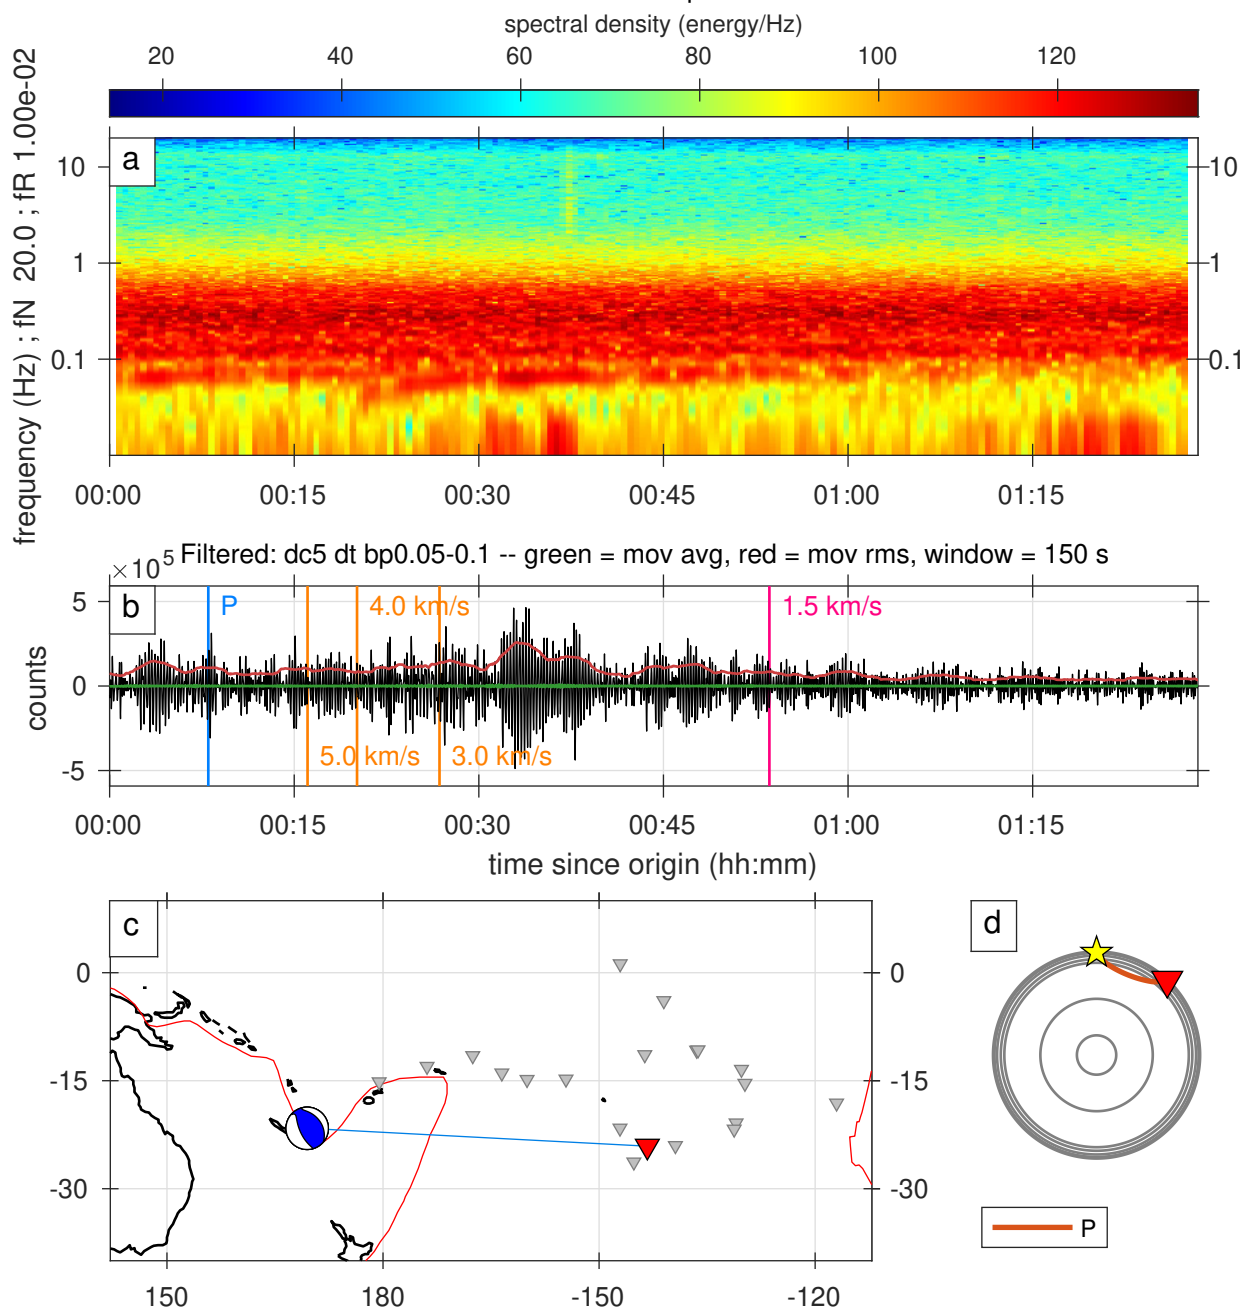 spectral density (energy/Hz)
20 40 60 80 100 120
a
frequency (Hz) ; fN 20.0 ; fR 1.00e-02
10 10
1 1
0.1 0.1
00:00 00:15 00:30 00:45 01:00 01:15
Filtered: dc5 dt bp0.05-0.1 -- green = mov avg, red = mov rms, window = 150 s
×10^5
b
P 4.0 km/s 1.5 km/s
5
0
-5
counts
5.0 km/s 3.0 km/s
00:00 00:15 00:30 00:45 01:00 01:15
time since origin (hh:mm)
c
0 0
-15 -15
-30 -30
150 180 -150 -120
d
P